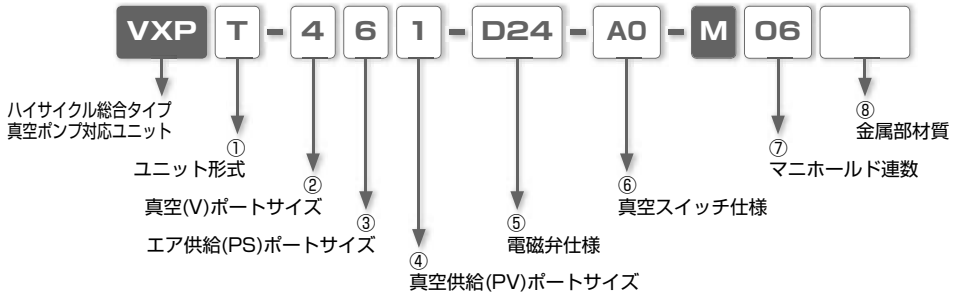 VXP T - 4 6 1 - D24 - A0 - M 06
ハイサイクル総合タイプ
真空ポンプ対応ユニット
①
ユニット形式
②
真空(V)ポートサイズ
③
エア供給(PS)ポートサイズ
④
真空供給(PV)ポートサイズ
⑤
電磁弁仕様
⑥
真空スイッチ仕様
⑦
マニホールド連数
⑧
金属部材質